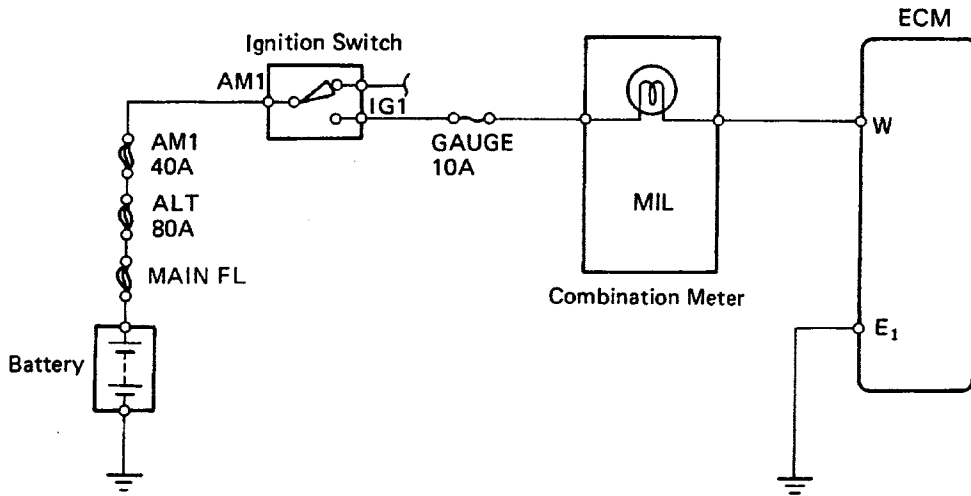 ECM
Ignition Switch
AM1
IG1
GAUGE
10A
W
AM1
40A
ALT
80A
MIL
MAIN FL
Combination Meter
E₁
Battery